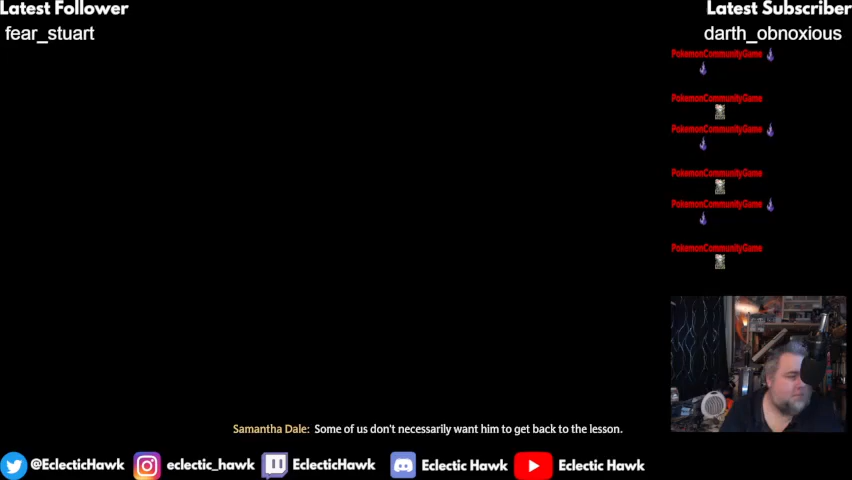 Latest Follower
fear_stuart
Latest Subscriber
darth_obnoxious
PokemonCommunityGame
PokemonCommunityGame
PokemonCommunityGame
PokemonCommunityGame
PokemonCommunityGame
PokemonCommunityGame
Samantha Dale: Some of us don't necessarily want him to get back to the lesson.
@EclecticHawk eclectic_hawk EclecticHawk Eclectic Hawk Eclectic Hawk